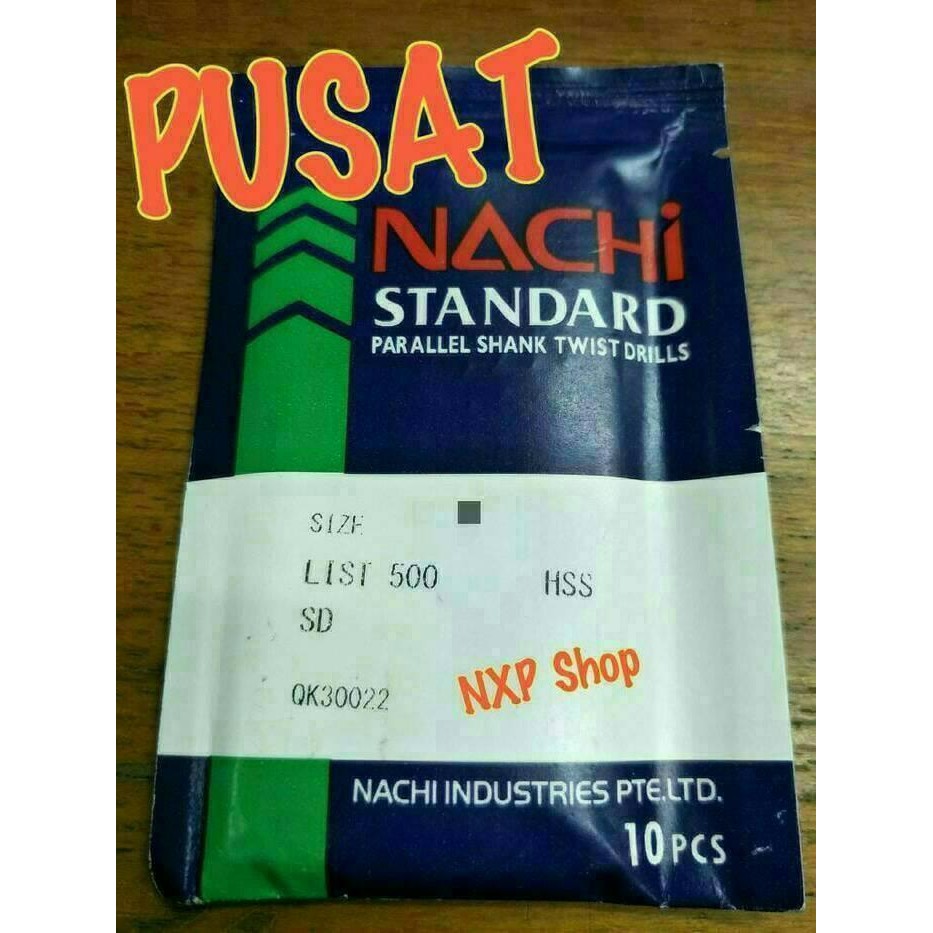 PUSAT
NACHi
STANDARD
PARALLEL SHANK TWIST DRILLS
SIZE
LIST 500 HSS
SD
QK30022
NXP Shop
NACHI INDUSTRIES PTE.LTD.
10 PCS